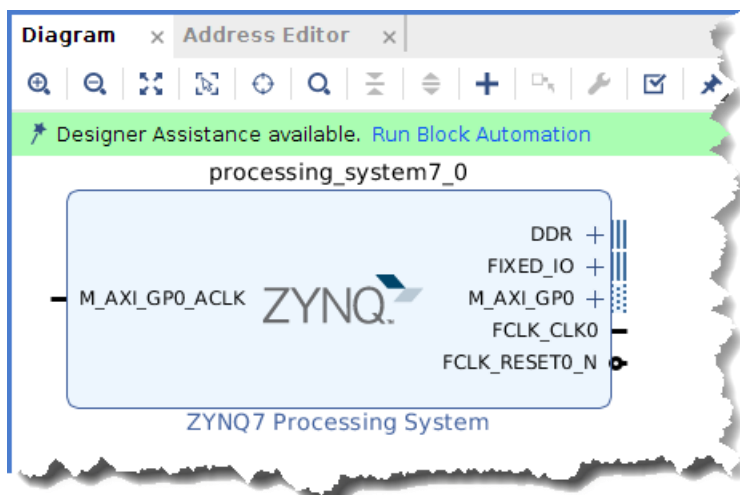 Diagram × Address Editor ×
Designer Assistance available. Run Block Automation
processing_system7_0
DDR
FIXED_IO
M_AXI_GP0_ACLK ZYNQ. M_AXI_GP0
FCLK_CLK0
FCLK_RESET0_N
ZYNQ7 Processing System